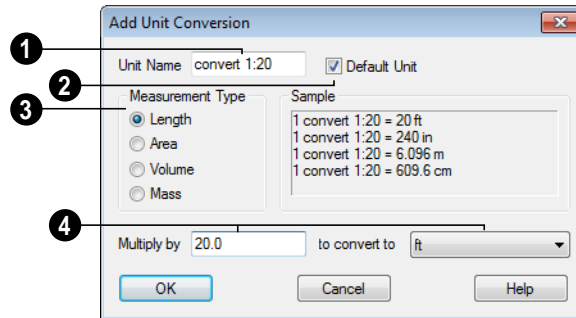 Add Unit Conversion
1
Unit Name convert 1:20 Default Unit
2
3
Measurement Type Sample
Length
Area
Volume
Mass
1 convert 1:20 = 20 ft
1 convert 1:20 = 240 in
1 convert 1:20 = 6.096 m
1 convert 1:20 = 609.6 cm
4
Multiply by 20.0 to convert to ft
OK Cancel Help